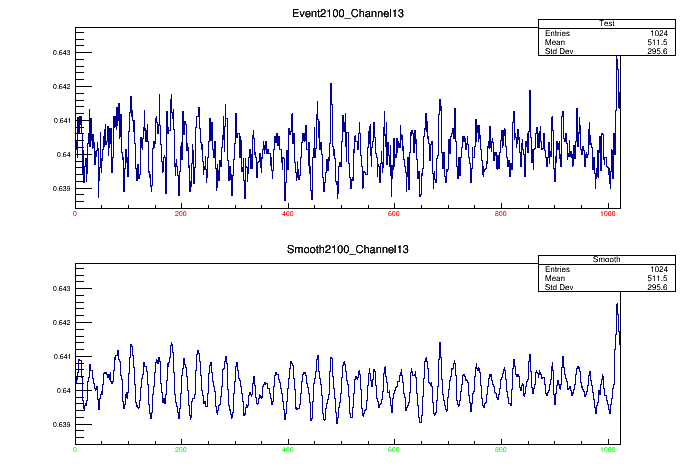 Event2100_Channel13
Test
Entries 1024
Mean 511.5
Std Dev 295.6
0.643
0.642
0.641
0.64
0.639
0 200 400 600 800 1000
Smooth2100_Channel13
Smooth
Entries 1024
Mean 511.5
Std Dev 295.6
0.643
0.642
0.641
0.64
0.639
0 200 400 600 800 1000